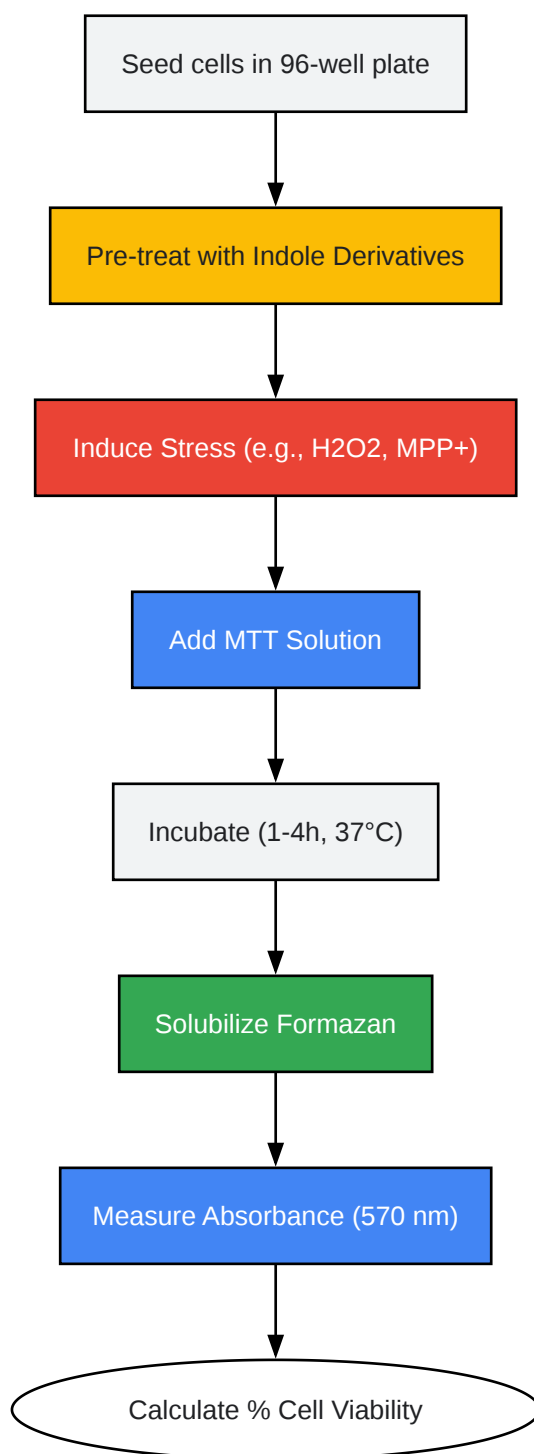 Seed cells in 96-well plate
Pre-treat with Indole Derivatives
Induce Stress (e.g., H2O2, MPP+)
Add MTT Solution
Incubate (1-4h, 37°C)
Solubilize Formazan
Measure Absorbance (570 nm)
Calculate % Cell Viability